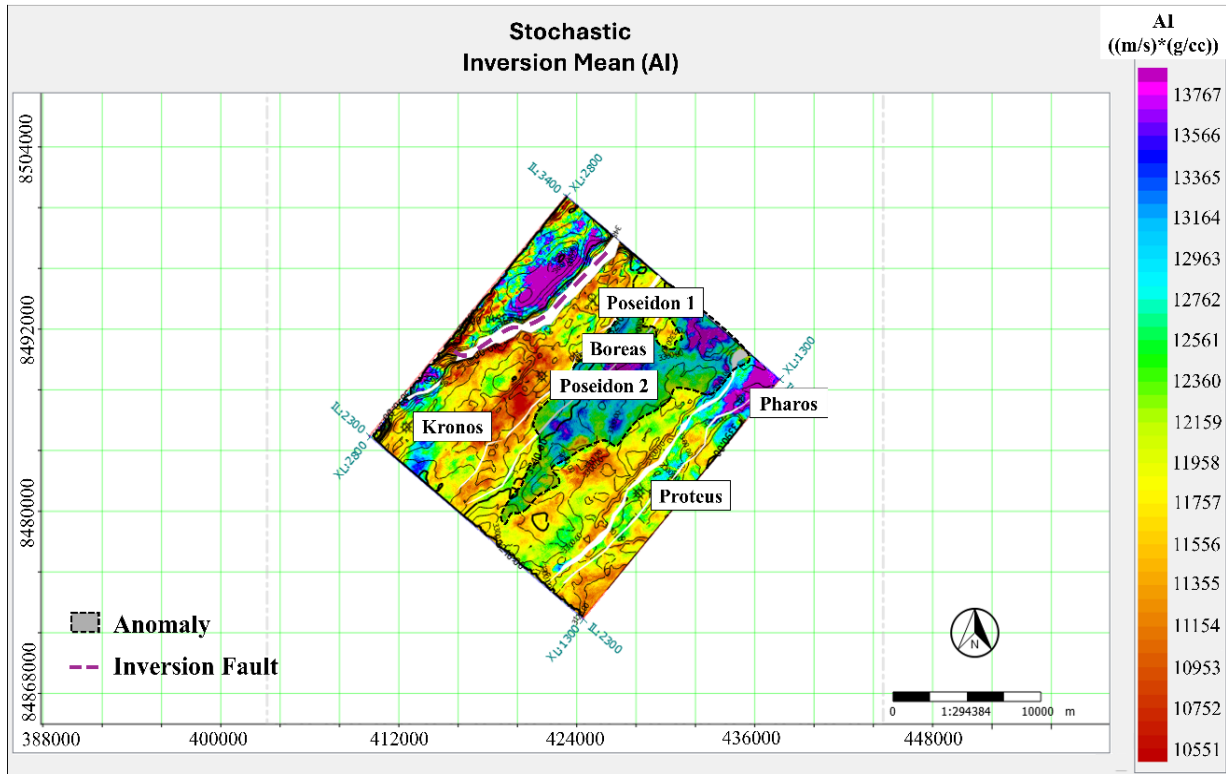 Stochastic
Inversion Mean (AI)
AI
((m/s)*(g/cc))
13767
13566
13365
13164
12963
12762
12561
12360
12159
11958
11757
11556
11355
11154
10953
10752
10551
8504000
8492000
8480000
8486000
IL:3400
XL:2800
XL:1300
IL:2300
XL:2800
XL:1300
IL:2300
Poseidon 1
Boreas
Poseidon 2
Pharos
Kronos
Proteus
Anomaly
Inversion Fault
N
0
1:294384
10000 m
388000
400000
412000
424000
436000
448000